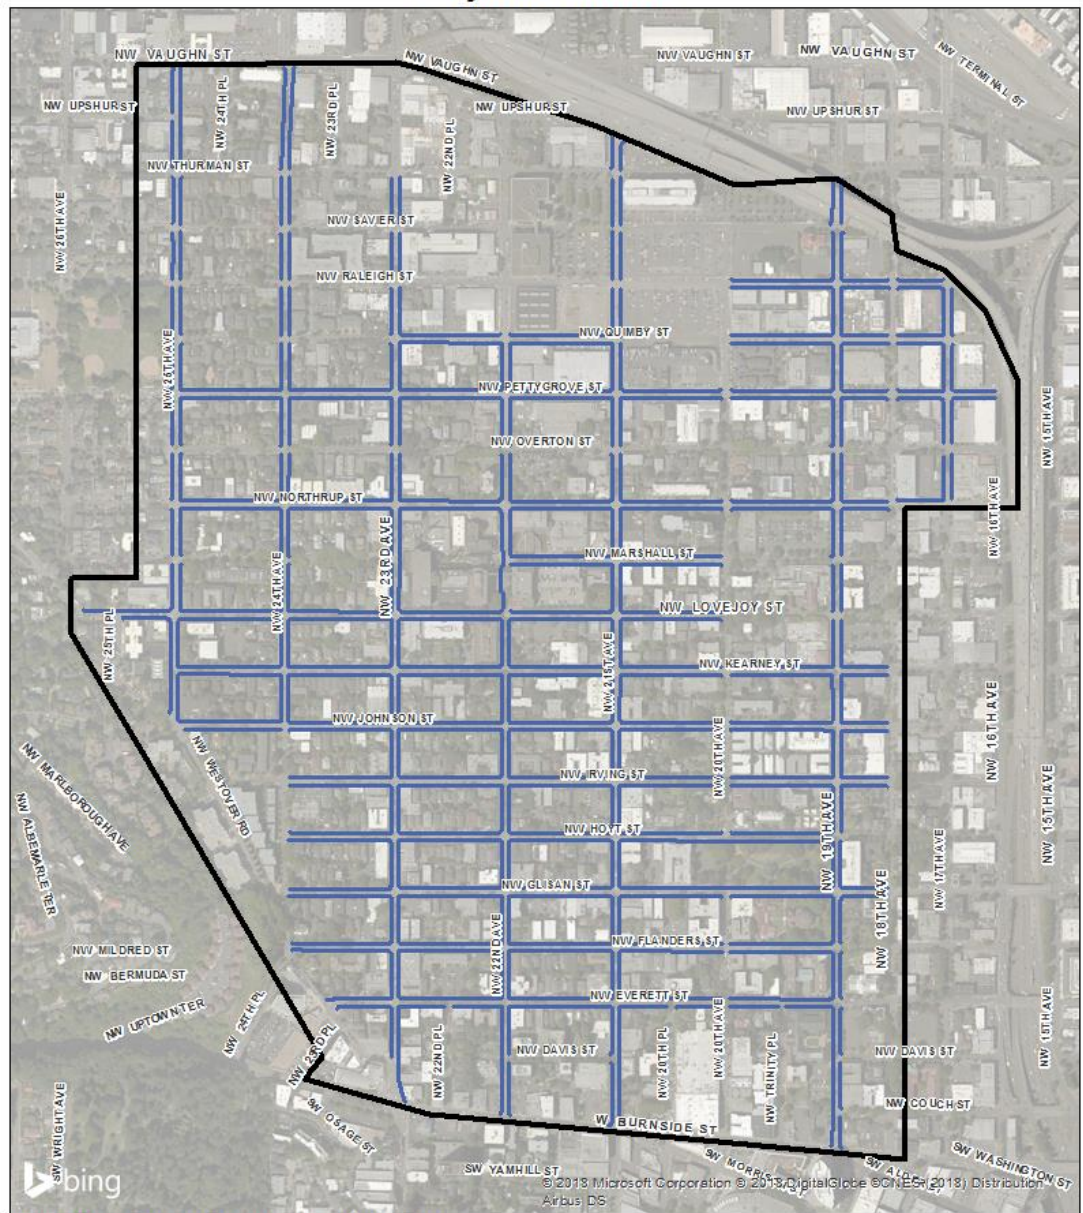 NW VAUGHN ST
NW VAUGHN ST
NW VAUGHN ST
NW VAUGHN ST
NW TERMINAL ST
NW UPSHUR ST
NW 24TH PL
NW 23RD PL
NW UPSHUR ST
NW UPSHUR ST
NW 22ND PL
NW THURMAN ST
NW 26TH AVE
NW SAVIER ST
NW RALEIGH ST
NW QUIMBY ST
NW 25TH AVE
NW PETTYGROVE ST
NW 15TH AVE
NW OVERTON ST
NW NORTHRUP ST
NW 16TH AVE
NW 23RD AVE
NW MARSHALL ST
NW 24TH AVE
NW LOVEJOY ST
NW 25TH PL
NW 21ST AVE
NW KEARNEY ST
NW JOHNSON ST
NW 20TH AVE
NW 16TH AVE
NW MARLBOROUGH AVE
NW WESTOVER RD
NW IRVING ST
NW ALBEMARLE TER
NW HOYT ST
NW 19TH AVE
NW 17TH AVE
NW 15TH AVE
NW GLISAN ST
NW 18TH AVE
NW 22ND AVE
NW FLANDERS ST
NW MILDRED ST
NW BERMUDA ST
NW EVERETT ST
NW UPTOWN TER
NW 24TH PL
NW 23RD PL
NW 22ND PL
NW DAVIS ST
NW 20TH PL
NW 20TH AVE
NW TRINITY PL
NW DAVIS ST
NW 15TH AVE
NW COUCH ST
SW WRIGHT AVE
SW OSAGE ST
W BURNSIDE ST
SW YAMHILL ST
SW WASHINGTON ST
bing
© 2018 Microsoft Corporation © 2018 DigitalGlobe ©CNES (2018) Distribution
Airbus DS